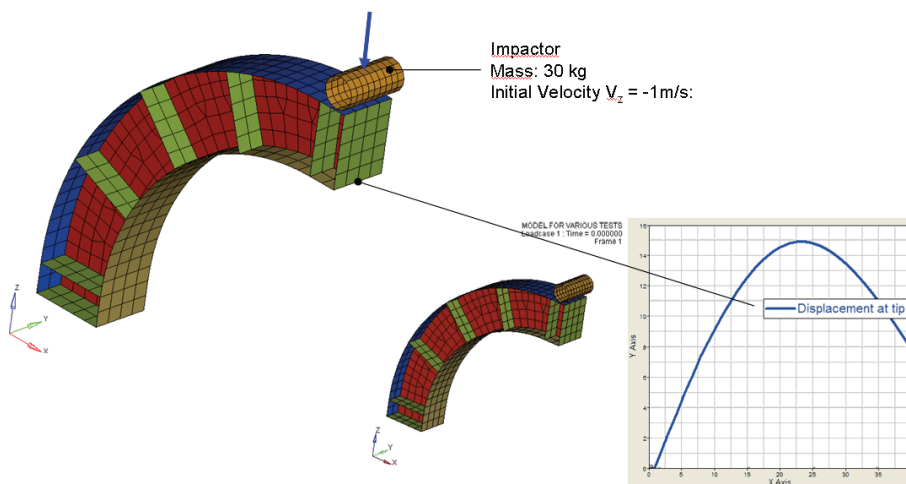 Impactor
Mass: 30 kg
Initial Velocity Vz = -1m/s:
MODEL FOR VARIOUS TESTS
Loadcase 1 : Time = 0.000000
Frame 1
Z
Y
X
Z
Y
X
16
14
12
10
8
6
4
2
0
Y Axis
Displacement at tip
0 5 10 15 20 25 30 35
X Axis